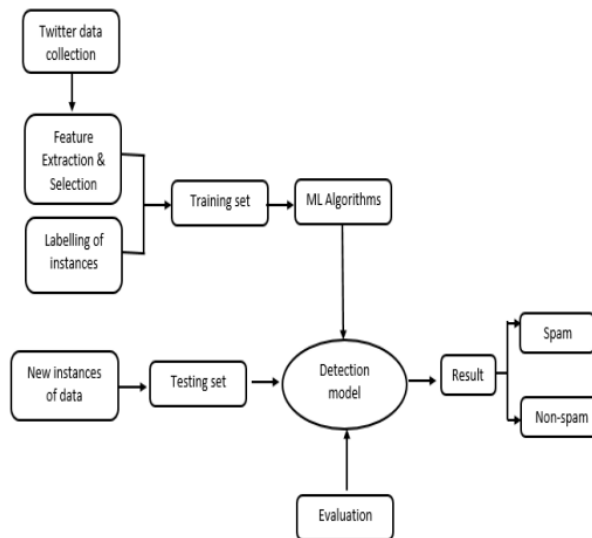 Twitter data
collection
Feature
Extraction &
Selection
Labelling of
instances
Training set
ML Algorithms
New instances
of data
Testing set
Detection
model
Result
Spam
Non-spam
Evaluation